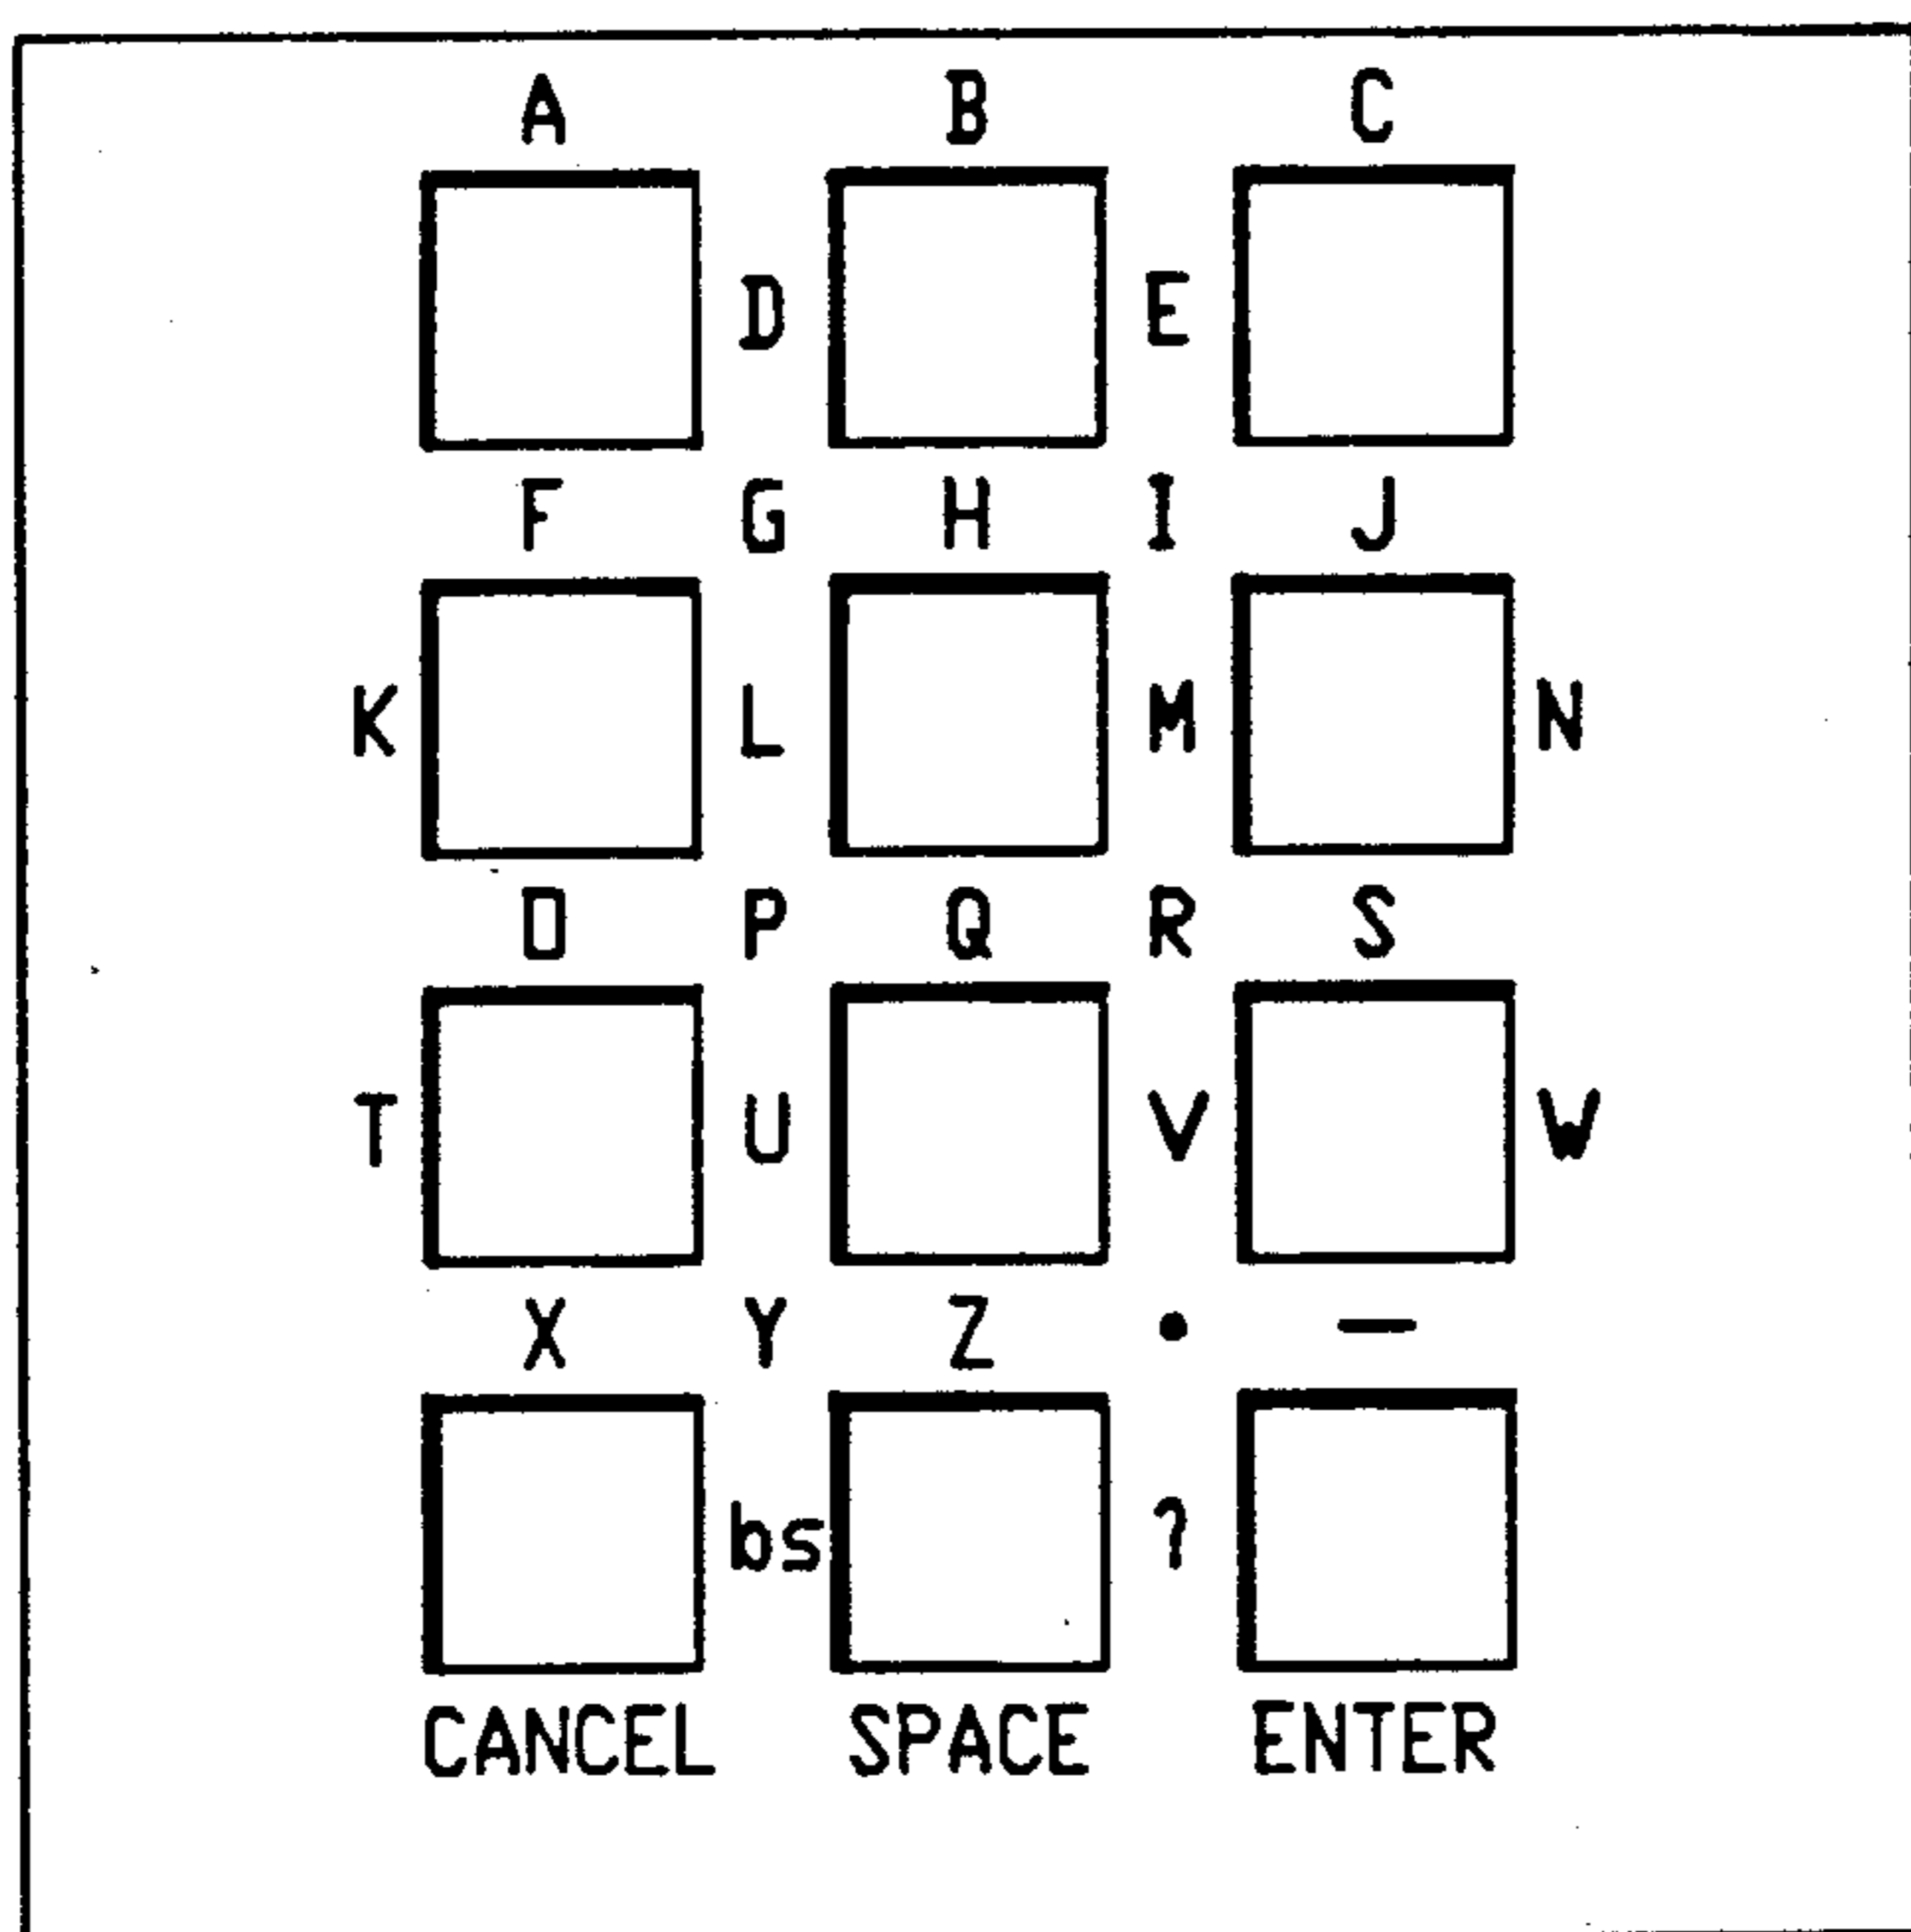 A B C
D E
F G H I J
K L M N
O P Q R S
T U V W
X Y Z • —
bs ?
CANCEL SPACE ENTER